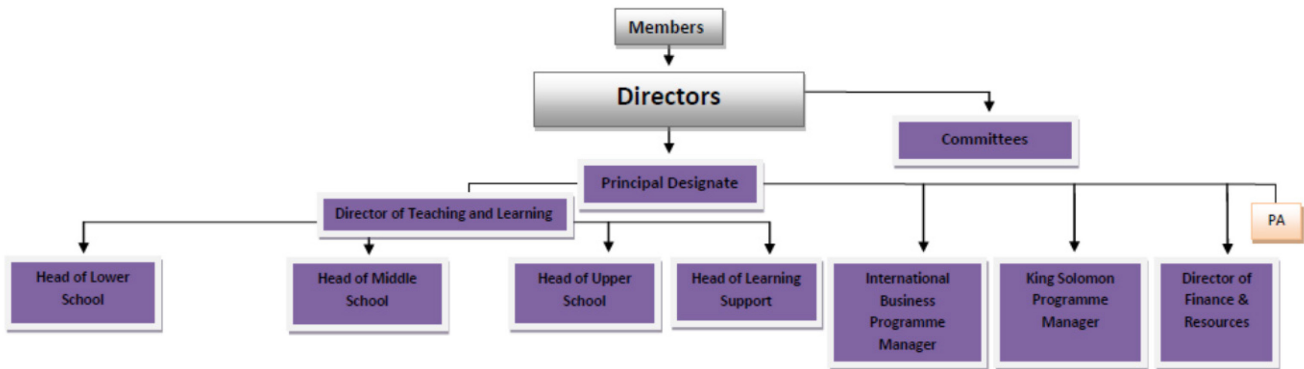 Members
Directors
Committees
Principal Designate
Director of Teaching and Learning
PA
Head of Lower
School
Head of Middle
School
Head of Upper
School
Head of Learning
Support
International
Business
Programme
Manager
King Solomon
Programme
Manager
Director of
Finance &
Resources